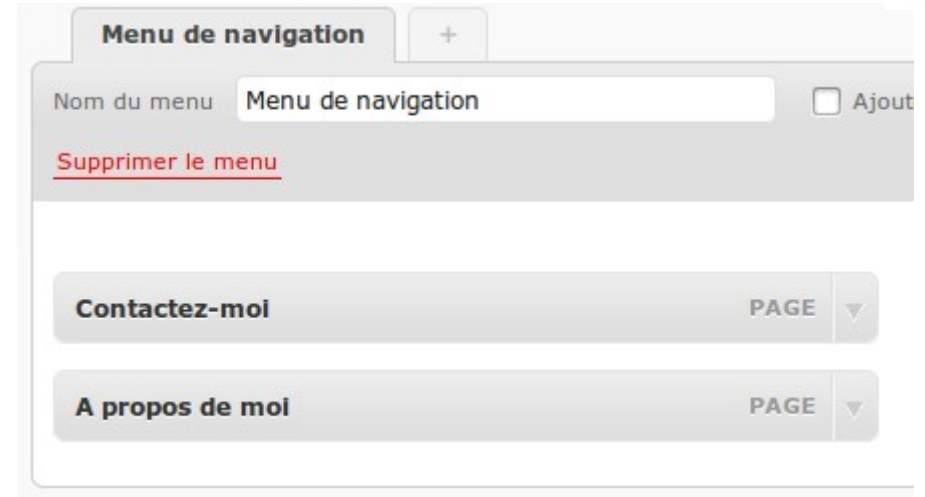 Menu de navigation +
Nom du menu Menu de navigation Ajout
Supprimer le menu
Contactez-moi PAGE
A propos de moi PAGE